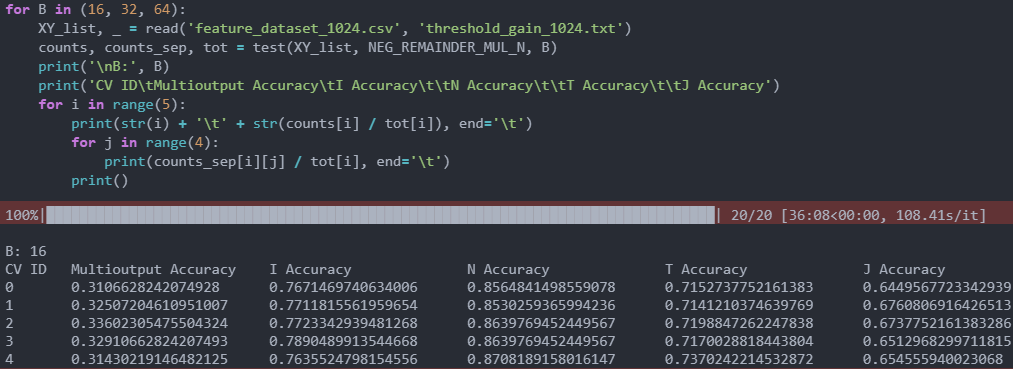 for B in (16, 32, 64):
    XY_list, _ = read('feature_dataset_1024.csv', 'threshold_gain_1024.txt')
    counts, counts_sep, tot = test(XY_list, NEG_REMAINDER_MUL_N, B)
    print('\nB:', B)
    print('CV ID\tMultioutput Accuracy\tI Accuracy\t\tN Accuracy\t\tT Accuracy\t\tJ Accuracy')
    for i in range(5):
        print(str(i) + '\t' + str(counts[i] / tot[i]), end='\t')
        for j in range(4):
            print(counts_sep[i][j] / tot[i], end='\t')
        print()
100%| | 20/20 [36:08<00:00, 108.41s/it]
B: 16
CV ID Multioutput Accuracy I Accuracy N Accuracy T Accuracy J Accuracy
0 0.3106628242074928 0.7671469740634006 0.8564841498559078 0.7152737752161383 0.6449567723342939
1 0.32507204610951007 0.7711815561959654 0.8530259365994236 0.7141210374639769 0.6760806916426513
2 0.33602305475504324 0.7723342939481268 0.8639769452449567 0.7198847262247838 0.6737752161383286
3 0.32910662824207493 0.7890489913544668 0.8639769452449567 0.7170028818443804 0.6512968299711815
4 0.31430219146482125 0.7635524798154556 0.8708189158016147 0.7370242214532872 0.654555940023068